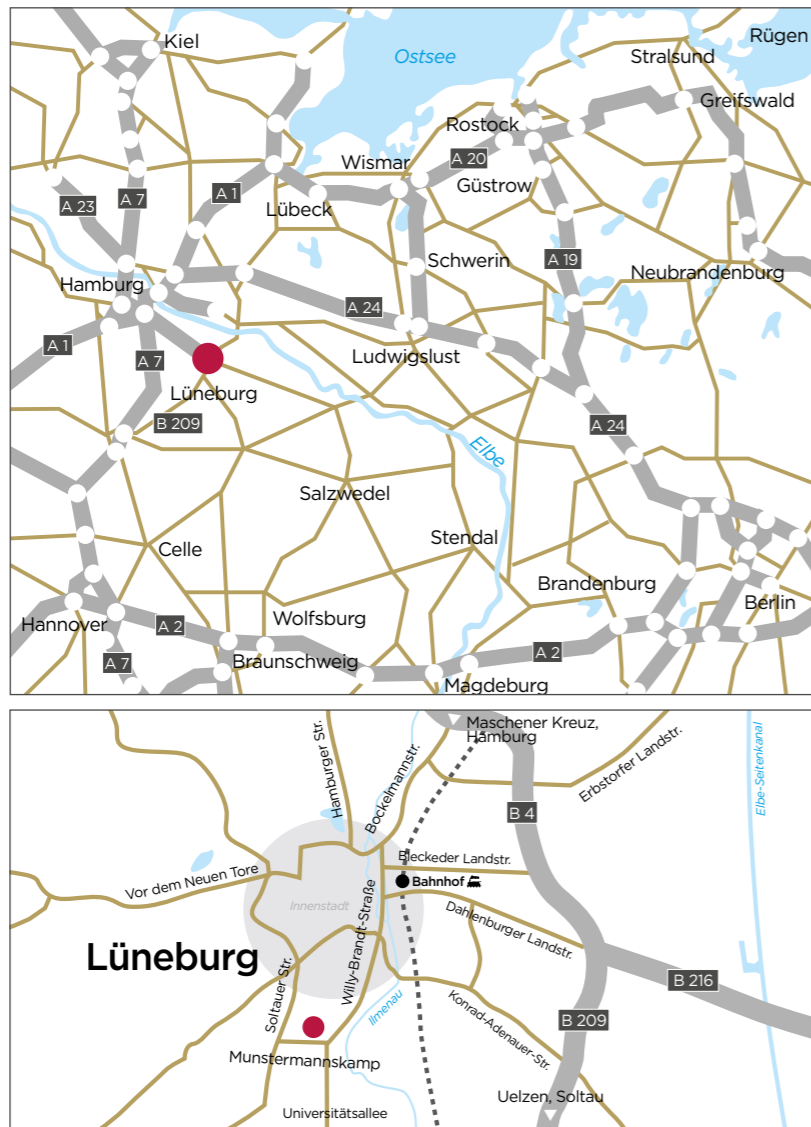 Kiel
Ostsee
Rügen
Stralsund
Greifswald
Rostock
A 20
Wismar
Güstrow
A 23
A 7
A 1
Lübeck
Schwerin
A 19
Neubrandenburg
Hamburg
A 24
A 1
A 7
Ludwigslust
Lüneburg
B 209
A 24
Elbe
Salzwedel
Stendal
Celle
Brandenburg
Berlin
Wolfsburg
Hannover
A 2
A 2
A 7
Braunschweig
Magdeburg
Maschener Kreuz,
Hamburg
Hamburger Str.
Bockelmannstr.
Erbstorfer Landstr.
Elbe-Seitenkanal
B 4
Bleckeder Landstr.
Vor dem Neuen Tore
Bahnhof
Innenstadt
Willy-Brandt-Straße
Dahlenburger Landstr.
Lüneburg
B 216
Soltauer Str.
Ilmenau
Konrad-Adenauer-Str.
B 209
Munstermannskamp
Uelzen, Soltau
Universitätsallee